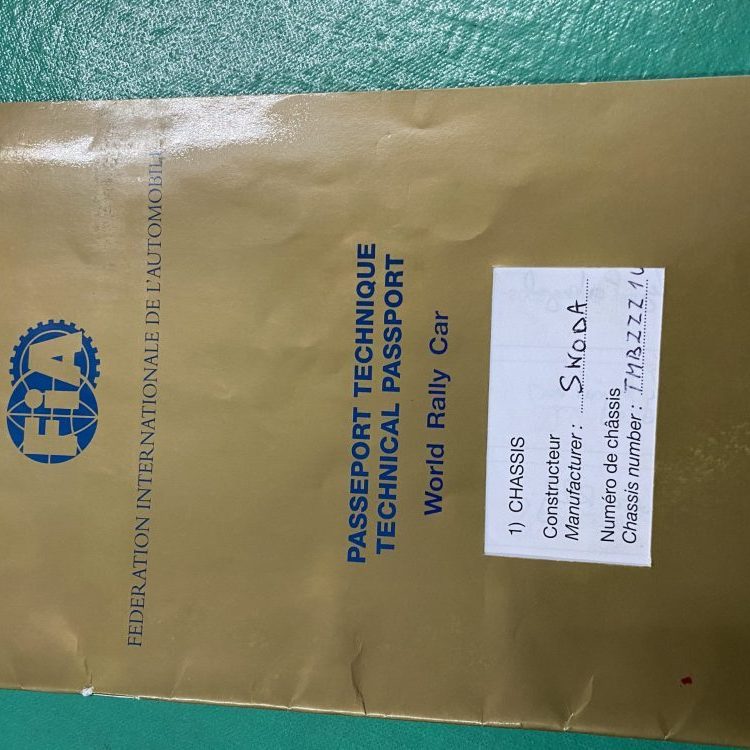 FiA
FEDERATION INTERNATIONALE DE L'AUTOMOBILE
PASSEPORT TECHNIQUE
TECHNICAL PASSPORT
World Rally Car
1) CHASSIS
Constructeur
Manufacturer : SKODA
Numéro de châssis
Chassis number : TMBZZZ1U